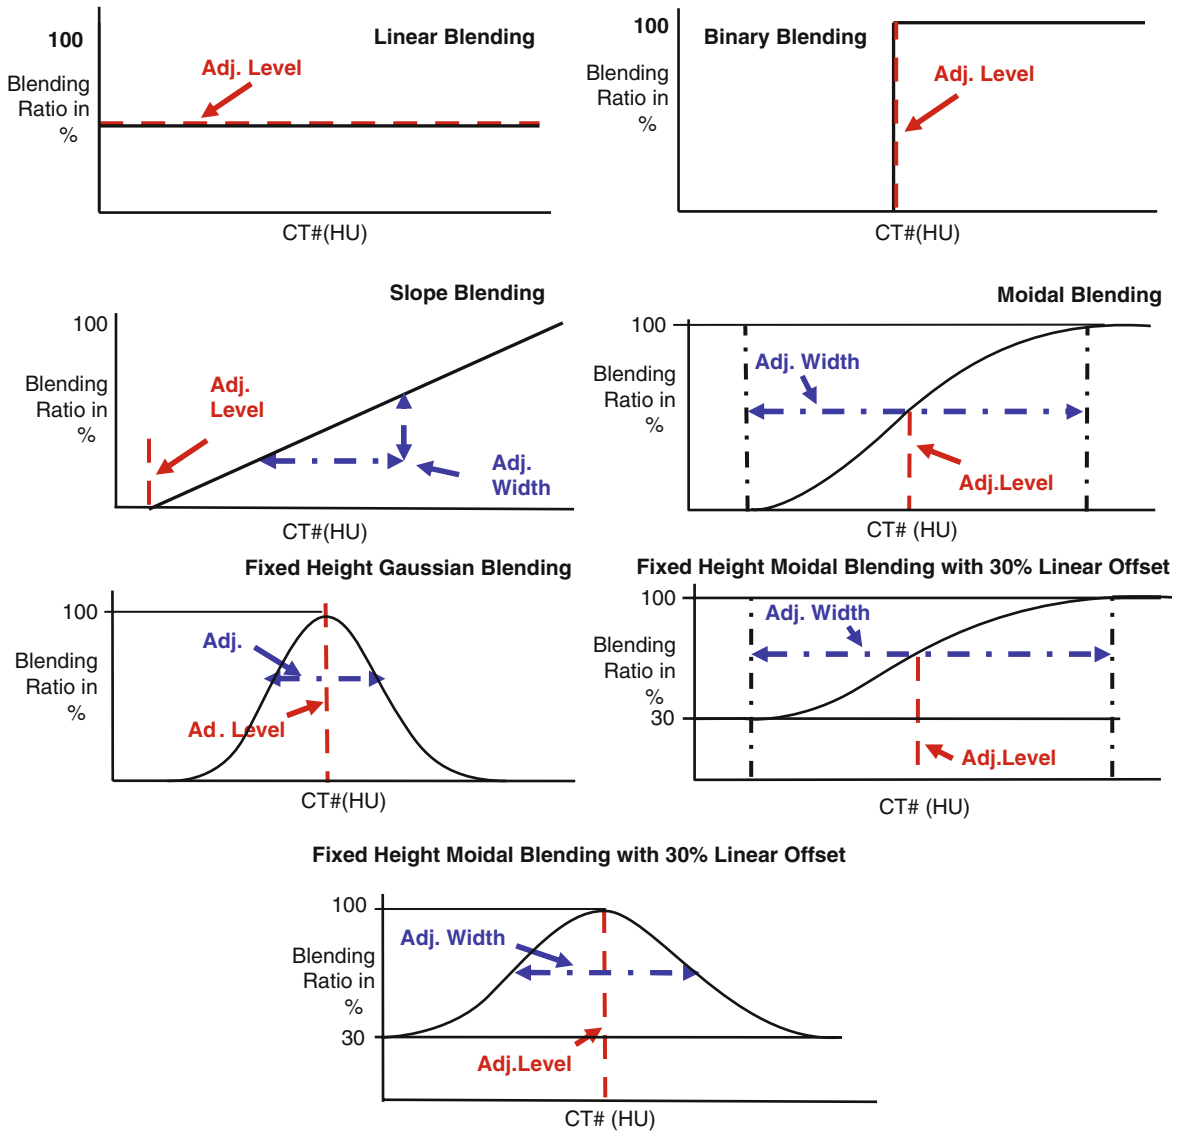 Linear Blending
100
Adj. Level
Blending
Ratio in
%
CT#(HU)
Binary Blending
100
Adj. Level
Blending
Ratio in
%
CT#(HU)
Slope Blending
100
Blending
Ratio in
%
Adj.
Level
Adj.
Width
CT#(HU)
Moidal Blending
100
Adj. Width
Blending
Ratio in
%
Adj.Level
CT# (HU)
Fixed Height Gaussian Blending
100
Adj.
Blending
Ratio in
%
Ad. Level
CT#(HU)
Fixed Height Moidal Blending with 30% Linear Offset
100
Adj. Width
Blending
Ratio in
%
30
Adj.Level
CT# (HU)
Fixed Height Moidal Blending with 30% Linear Offset
100
Adj. Width
Blending
Ratio in
%
30
Adj.Level
CT# (HU)